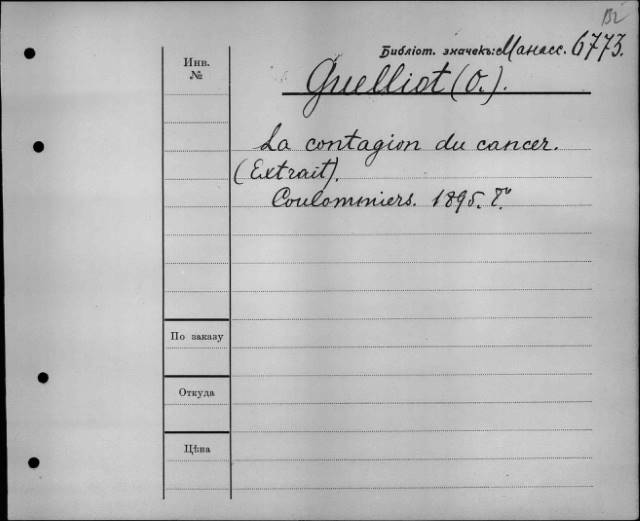 Библіот. значекъ: Манасс. 6773.
Инв.
№
Guelliot (O.).
La contagion du cancer.
(Extrait).
Coulommiers. 1895. 8°.
По заказу
Откуда
Цѣна